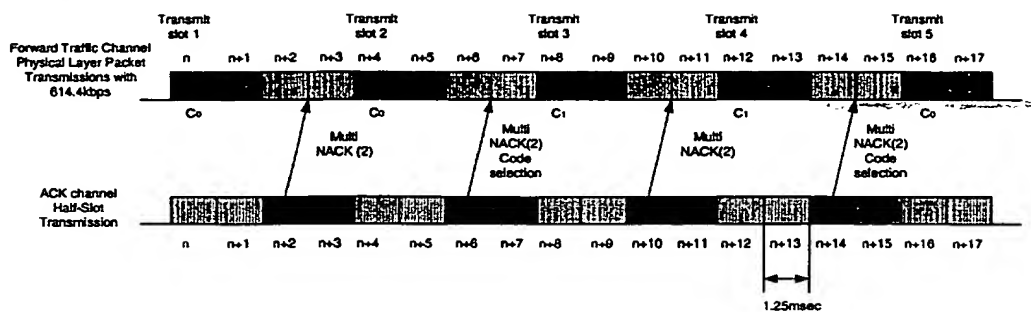 Transmit
slot 1
Transmit
slot 2
Transmit
slot 3
Transmit
slot 4
Transmit
slot 5
Forward Traffic Channel
Physical Layer Packet
Transmissions with
614.4kbps
n n+1 n+2 n+3 n+4 n+5 n+6 n+7 n+8 n+9 n+10 n+11 n+12 n+13 n+14 n+15 n+16 n+17
C0 C0 C1 C1 C0
Multi
NACK (2)
Multi
NACK(2)
Code
selection
Multi
NACK(2)
Multi
NACK(2)
Code
selection
ACK channel
Half-Slot
Transmission
n n+1 n+2 n+3 n+4 n+5 n+6 n+7 n+8 n+9 n+10 n+11 n+12 n+13 n+14 n+15 n+16 n+17
1.25msec